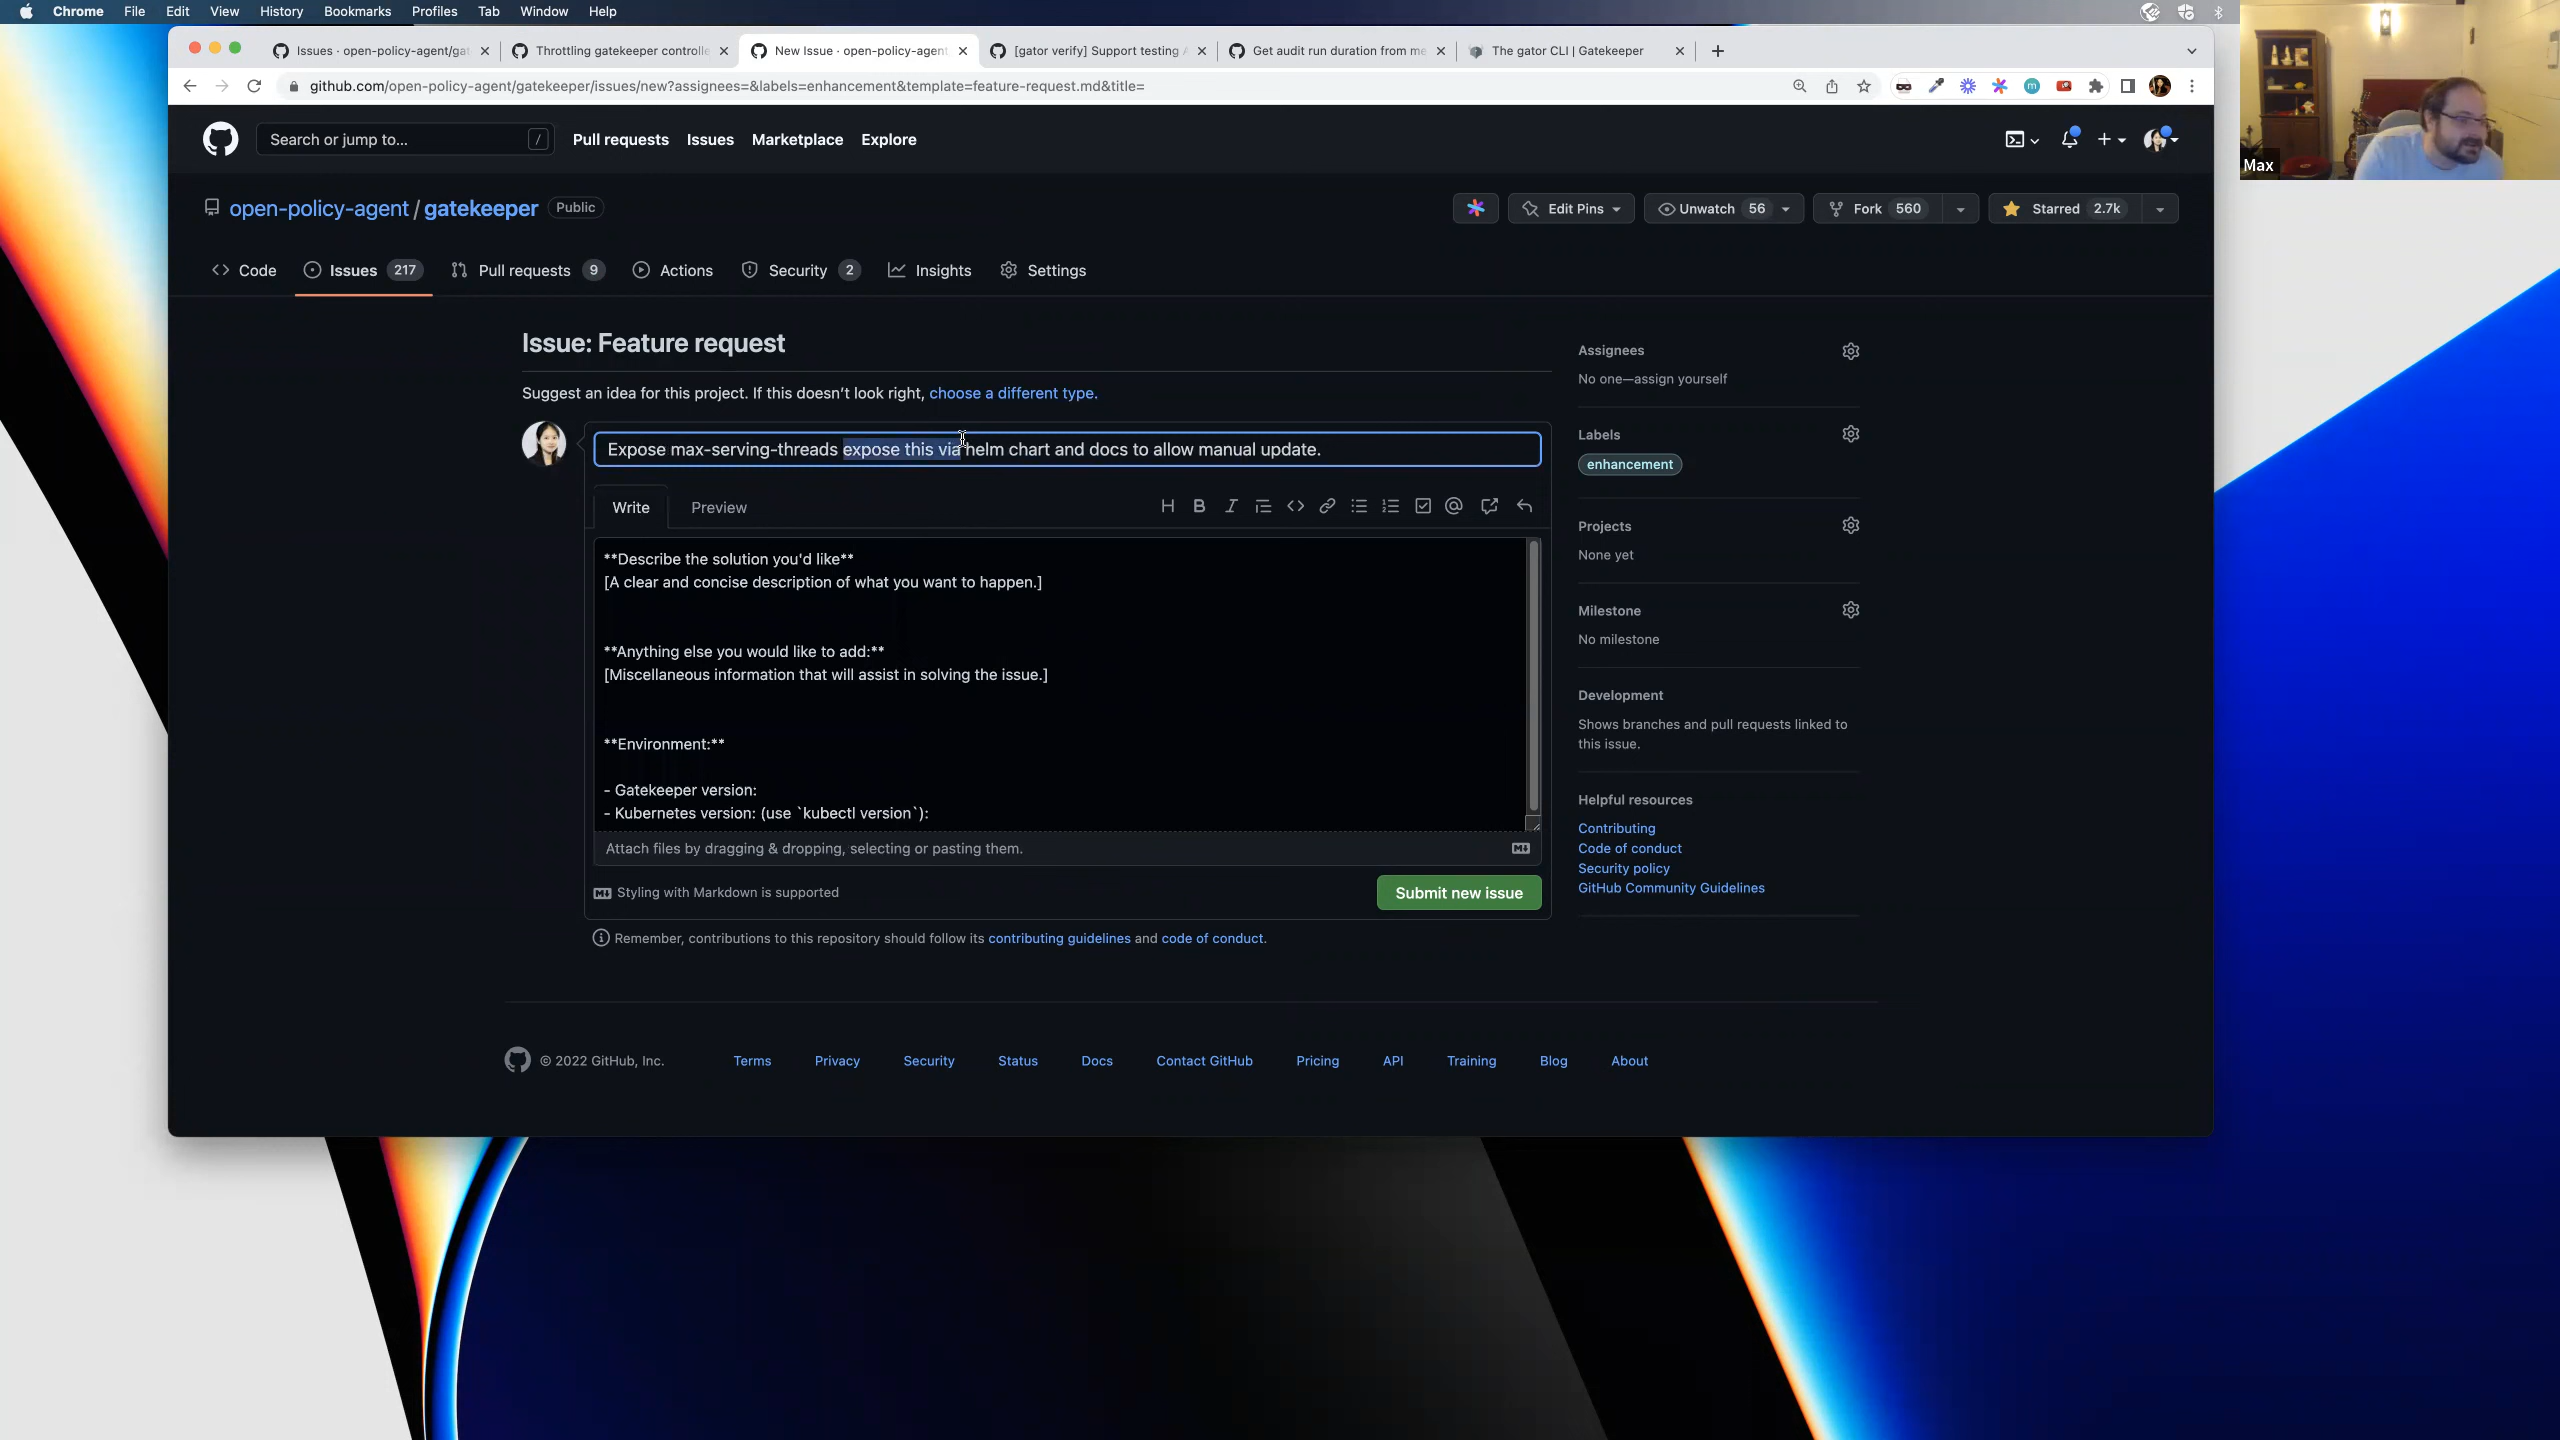 Chrome File Edit View History Bookmarks Profiles Tab Window Help
Issues · open-policy-agent/gat
Throttling gatekeeper controlle
New Issue · open-policy-agent
[gator verify] Support testing A
Get audit run duration from me
The gator CLI | Gatekeeper
github.com/open-policy-agent/gatekeeper/issues/new?assignees=&labels=enhancement&template=feature-request.md&title=
Max
Search or jump to... /
Pull requests Issues Marketplace Explore
open-policy-agent / gatekeeper Public
Edit Pins
Unwatch 56
Fork 560
Starred 2.7k
Code
Issues 217
Pull requests 9
Actions
Security 2
Insights
Settings
Issue: Feature request
Suggest an idea for this project. If this doesn't look right, choose a different type.
Expose max-serving-threads expose this via helm chart and docs to allow manual update.
Write Preview
**Describe the solution you'd like**
[A clear and concise description of what you want to happen.]
**Anything else you would like to add:**
[Miscellaneous information that will assist in solving the issue.]
**Environment:**
- Gatekeeper version:
- Kubernetes version: (use `kubectl version`):
Attach files by dragging & dropping, selecting or pasting them.
Styling with Markdown is supported
Submit new issue
Remember, contributions to this repository should follow its contributing guidelines and code of conduct.
Assignees
No one—assign yourself
Labels
enhancement
Projects
None yet
Milestone
No milestone
Development
Shows branches and pull requests linked to
this issue.
Helpful resources
Contributing
Code of conduct
Security policy
GitHub Community Guidelines
© 2022 GitHub, Inc.
Terms Privacy Security Status Docs Contact GitHub Pricing API Training Blog About